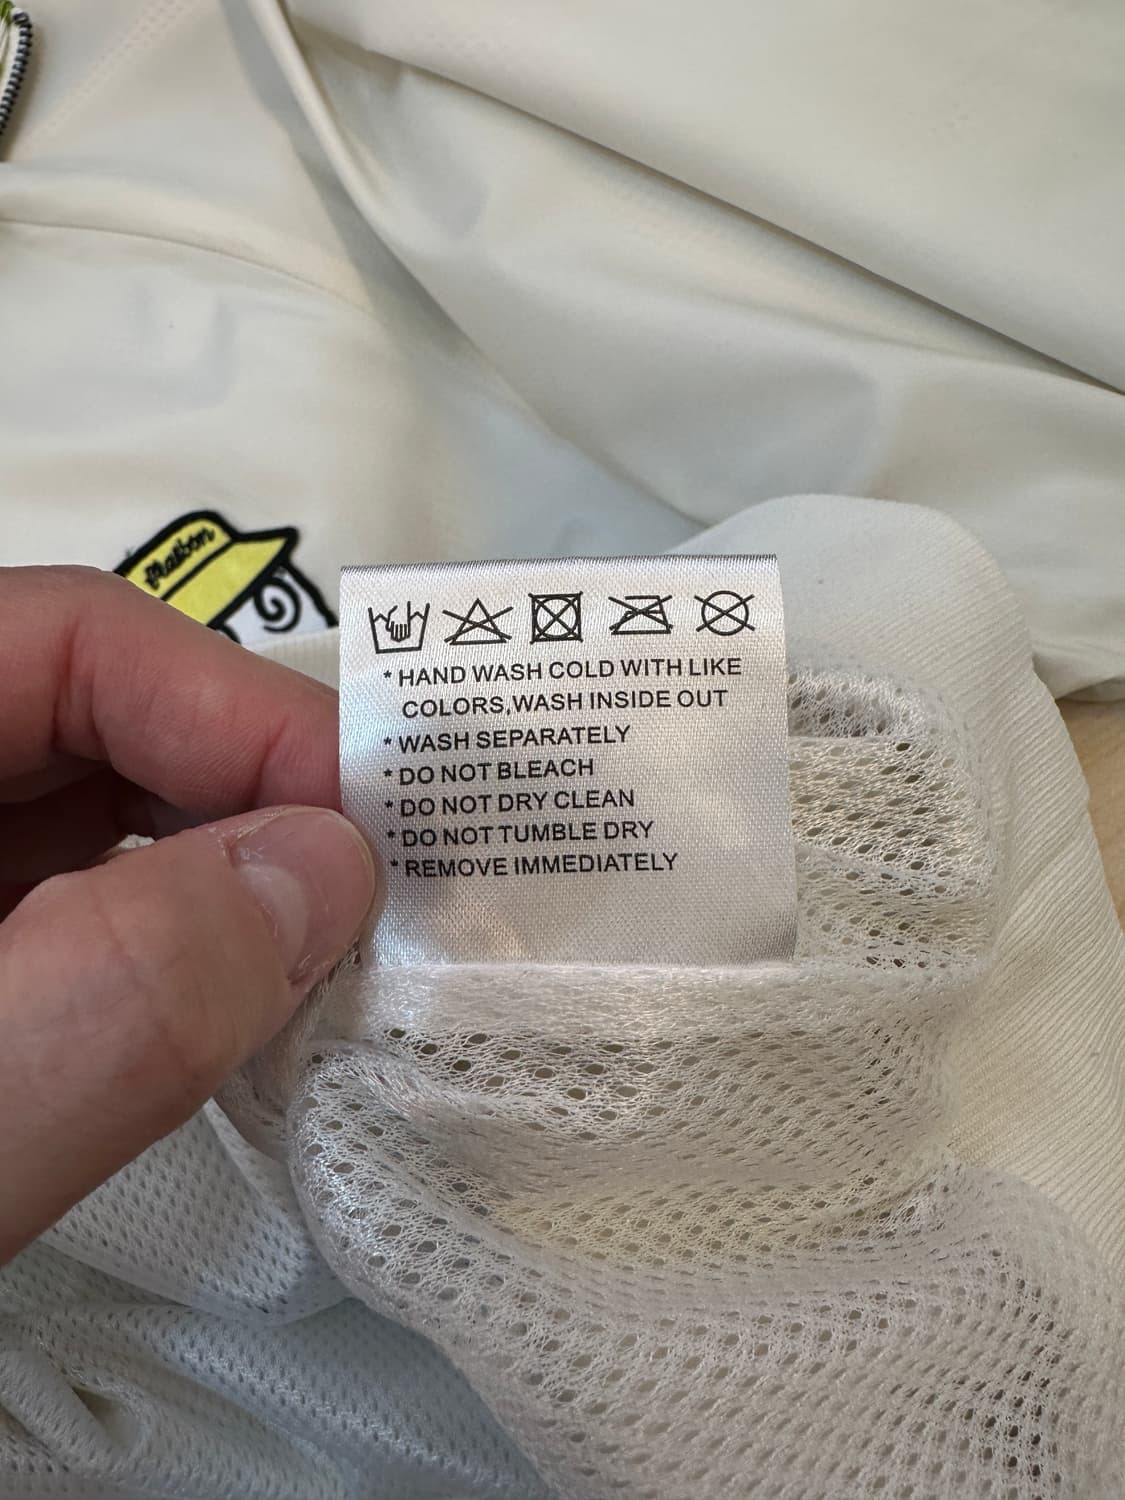 Malbon
* HAND WASH COLD WITH LIKE
COLORS,WASH INSIDE OUT
* WASH SEPARATELY
* DO NOT BLEACH
* DO NOT DRY CLEAN
* DO NOT TUMBLE DRY
* REMOVE IMMEDIATELY